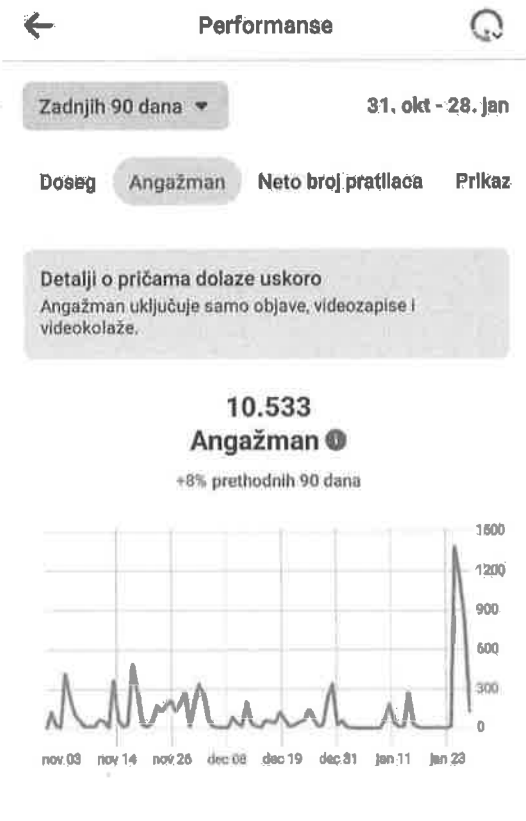 Performanse
Zadnjih 90 dana
31. okt - 28. jan
Doseg Angažman Neto broj pratilaca Prikaz
Detalji o pričama dolaze uskoro
Angažman uključuje samo objave, videozapise i
videokolaže.
10.533
Angažman
+8% prethodnih 90 dana
1500
1200
900
600
300
0
nov 03 nov 14 nov 26 dec 08 dec 19 dec 31 jan 11 jan 23